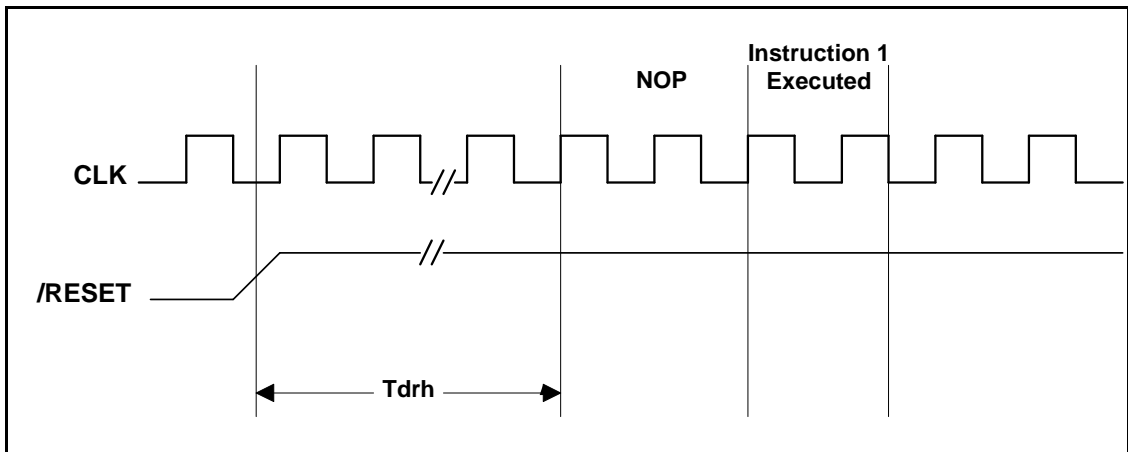 Instruction 1
Executed
NOP
CLK
/RESET
Tdrh